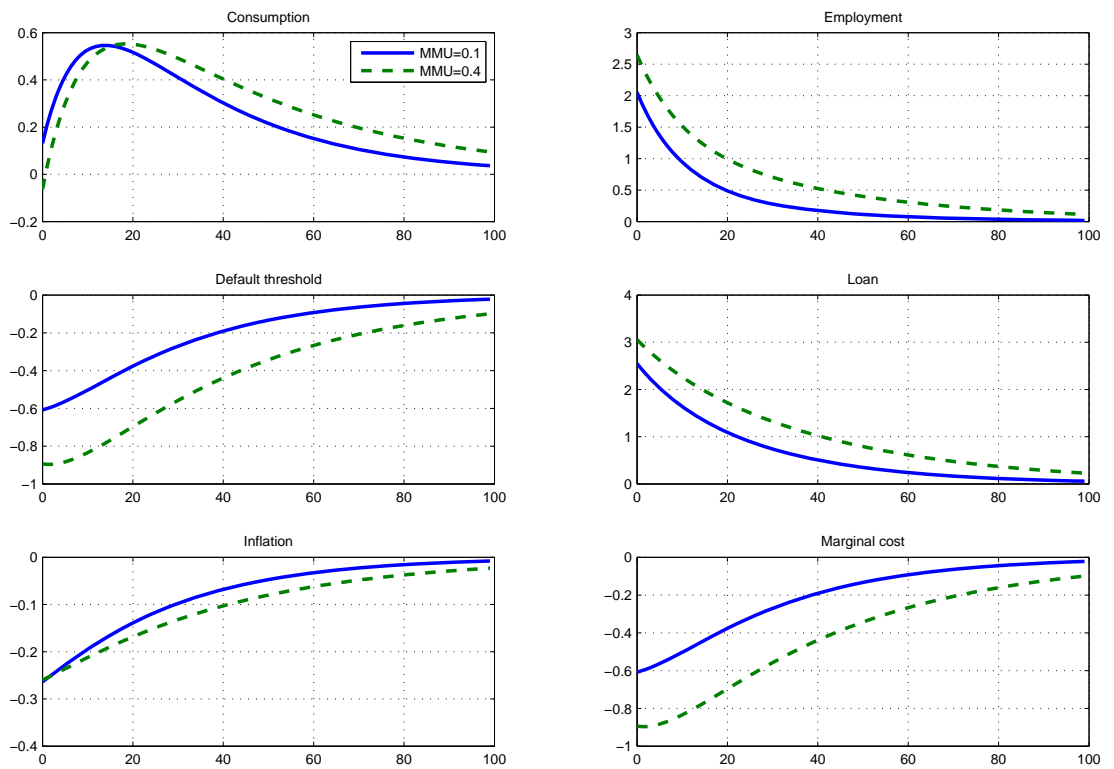 Consumption
0.6
0.4
0.2
0
−0.2
0 20 40 60 80 100
MMU=0.1
MMU=0.4
Employment
3
2.5
2
1.5
1
0.5
0
0 20 40 60 80 100
Default threshold
0
−0.2
−0.4
−0.6
−0.8
−1
0 20 40 60 80 100
Loan
4
3
2
1
0
0 20 40 60 80 100
Inflation
0
−0.1
−0.2
−0.3
−0.4
0 20 40 60 80 100
Marginal cost
0
−0.2
−0.4
−0.6
−0.8
−1
0 20 40 60 80 100